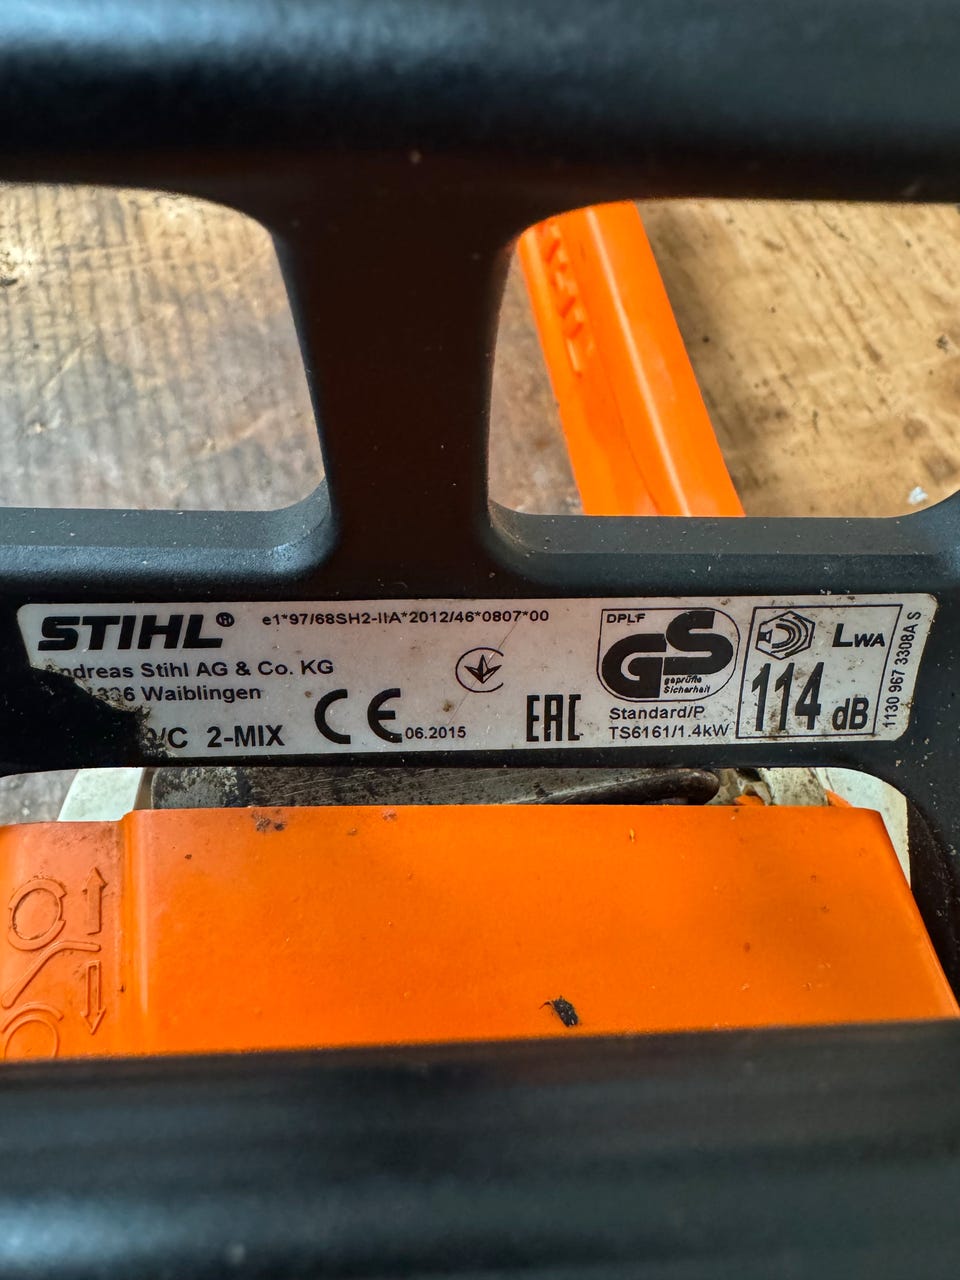 STIHL®
e1*97/68SH2-IIA*2012/46*0807*00
Stihl AG & Co. KG
Waiblingen
/C 2-MIX
CE
06.2015
EAC
DPLF
GS
geprüfte
Sicherheit
Standard/P
TS6161/1.4kW
LWA
114 dB
1130 967 3308A S